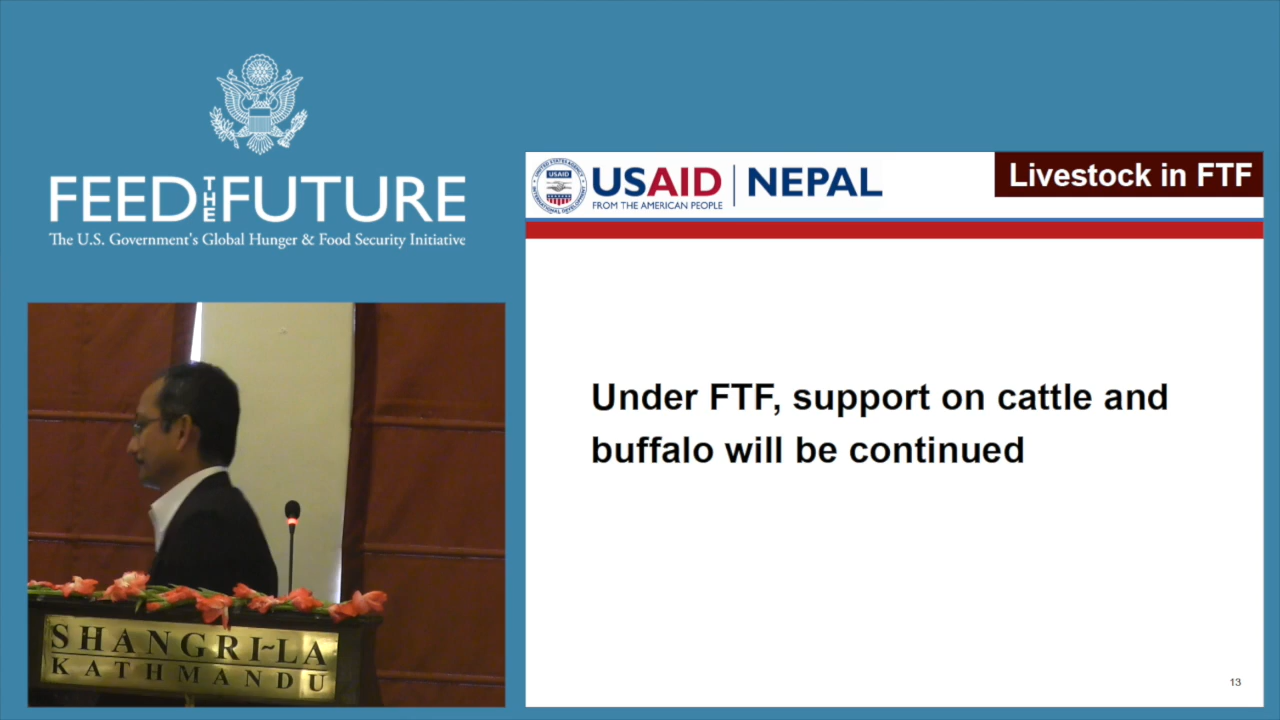 FEED THE FUTURE
The U.S. Government's Global Hunger & Food Security Initiative
USAID
USAID | NEPAL
FROM THE AMERICAN PEOPLE
Livestock in FTF
Under FTF, support on cattle and
buffalo will be continued
13
SHANGRI~LA
KATHMANDU